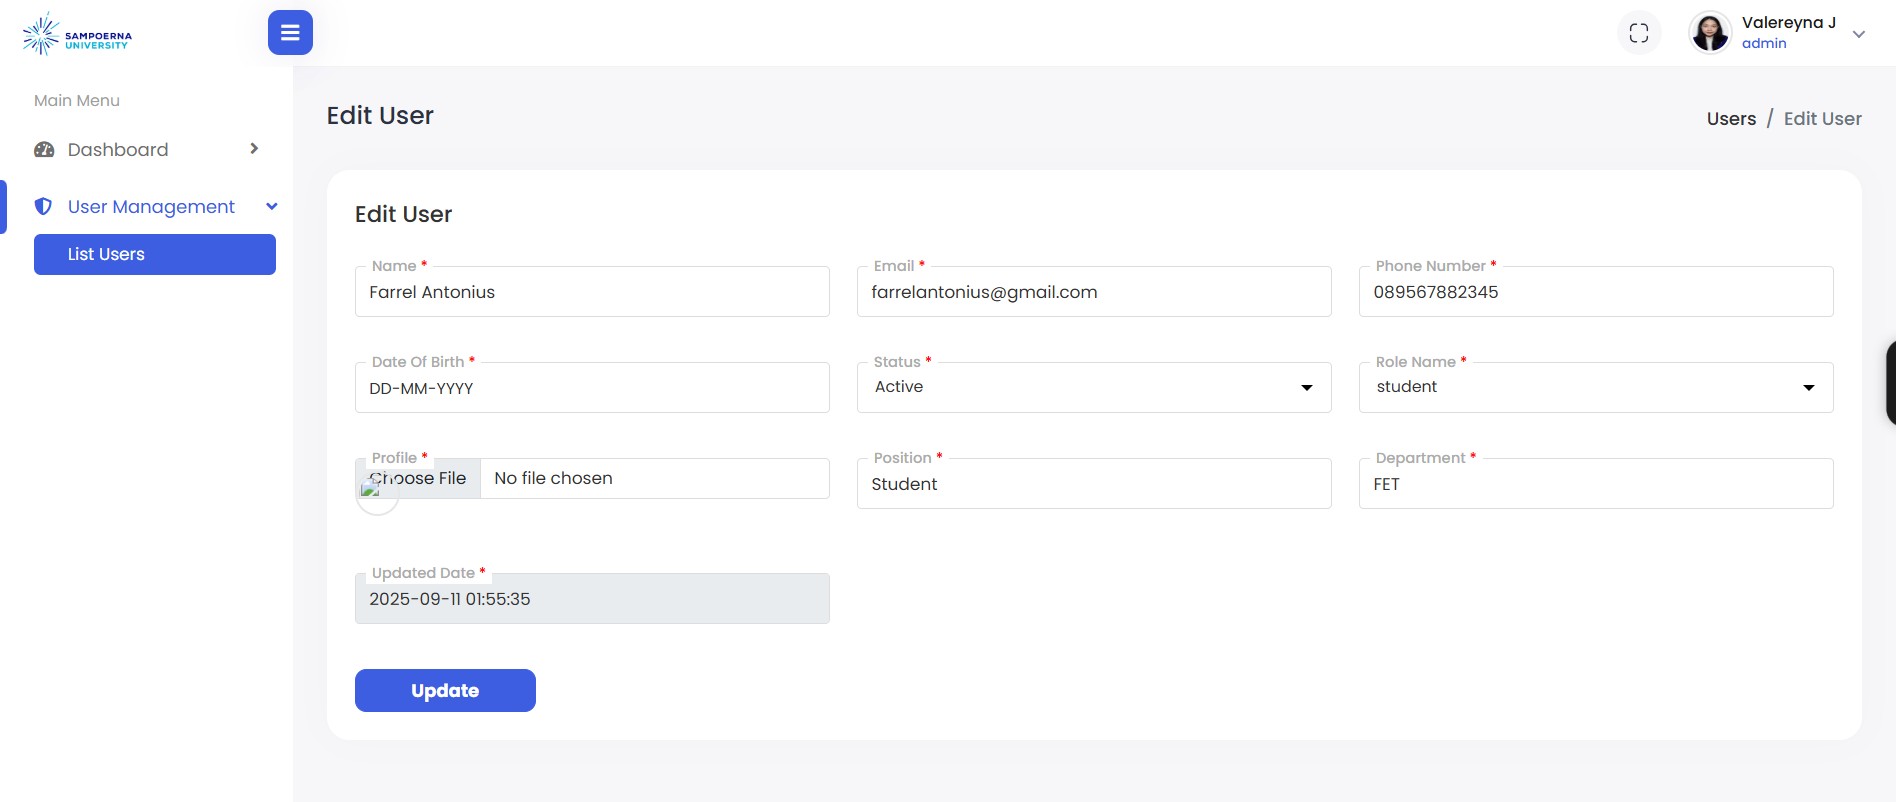 SAMPOERNA
UNIVERSITY
Valereyna J
admin
Main Menu
Dashboard
User Management
List Users
Edit User
Users / Edit User
Edit User
Name *
Farrel Antonius
Email *
farrelantonius@gmail.com
Phone Number *
089567882345
Date Of Birth *
DD-MM-YYYY
Status *
Active
Role Name *
student
Profile *
Choose File No file chosen
Position *
Student
Department *
FET
Updated Date *
2025-09-11 01:55:35
Update